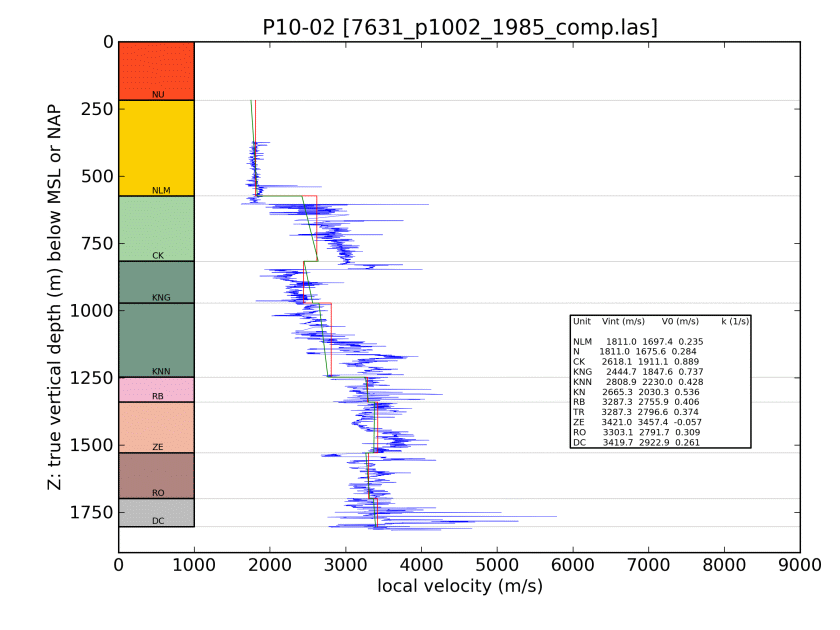 P10-02 [7631_p1002_1985_comp.las]
Z: true vertical depth (m) below MSL or NAP
0
250
500
750
1000
1250
1500
1750
NU
NLM
CK
KNG
KNN
RB
ZE
RO
DC
Unit Vint (m/s) V0 (m/s) k (1/s)
NLM 1811.0 1697.4 0.235
N 1811.0 1675.6 0.284
CK 2618.1 1911.1 0.889
KNG 2444.7 1847.6 0.737
KNN 2808.9 2230.0 0.428
KN 2665.3 2030.3 0.536
RB 3287.3 2755.9 0.406
TR 3287.3 2796.6 0.374
ZE 3421.0 3457.4 -0.057
RO 3303.1 2791.7 0.309
DC 3419.7 2922.9 0.261
0 1000 2000 3000 4000 5000 6000 7000 8000 9000
local velocity (m/s)